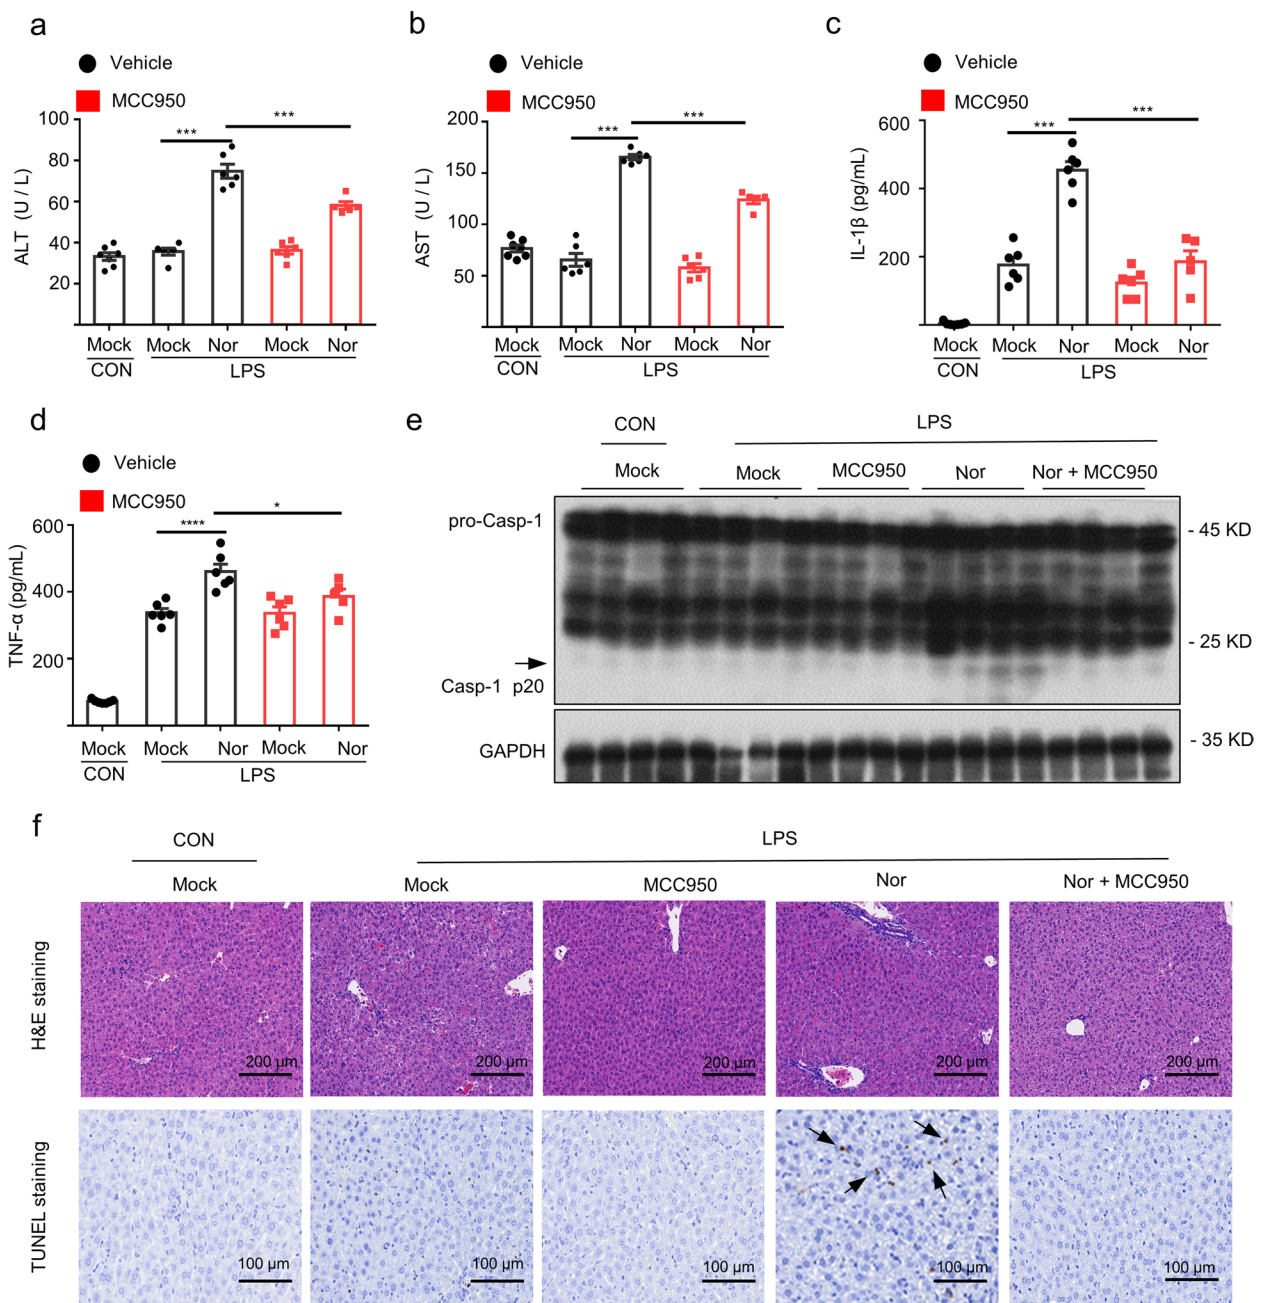 a
Vehicle
MCC950
ALT (U / L)
100
80
60
40
20
***
***
Mock Mock Nor Mock Nor
CON LPS
b
Vehicle
MCC950
AST (U / L)
200
150
100
50
***
***
Mock Mock Nor Mock Nor
CON LPS
c
Vehicle
MCC950
IL-1β (pg/mL)
600
400
200
***
***
Mock Mock Nor Mock Nor
CON LPS
d
Vehicle
MCC950
TNF-α (pg/mL)
600
400
200
****
*
Mock Mock Nor Mock Nor
CON LPS
e
CON LPS
Mock Mock MCC950 Nor Nor + MCC950
pro-Casp-1
- 45 KD
- 25 KD
Casp-1 p20
GAPDH
- 35 KD
f
CON LPS
Mock Mock MCC950 Nor Nor + MCC950
H&E staining
200 μm 200 μm 200 μm 200 μm 200 μm
TUNEL staining
100 μm 100 μm 100 μm 100 μm 100 μm